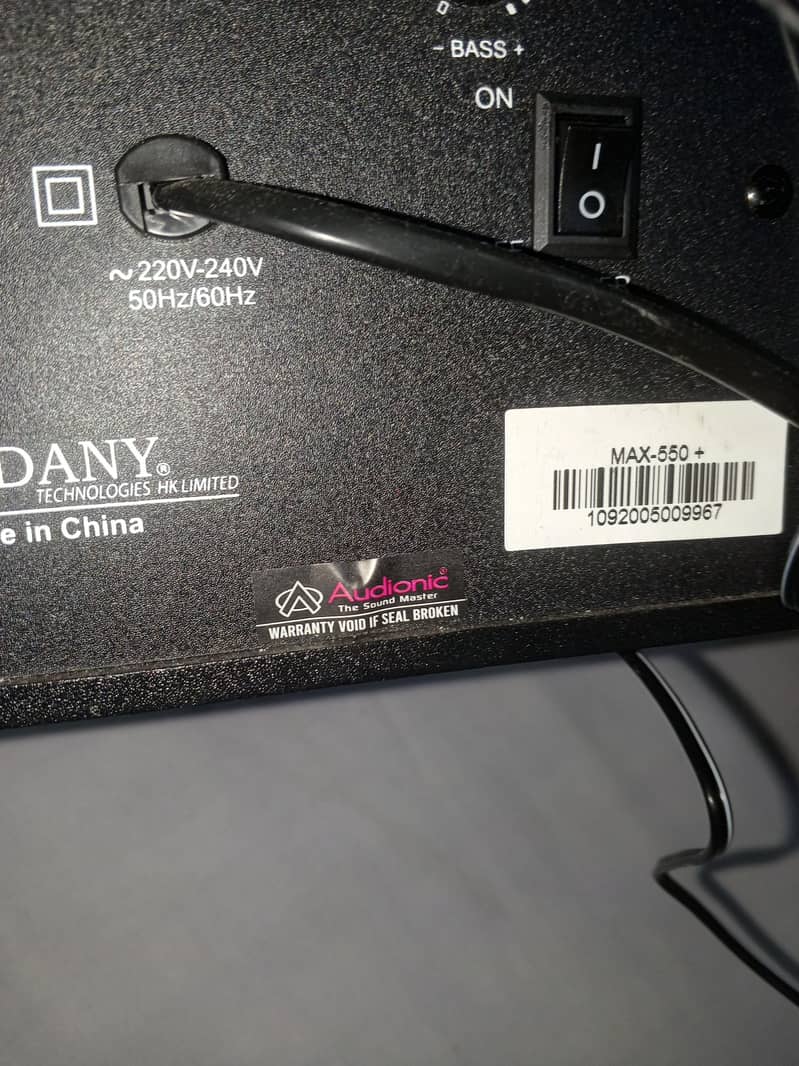 - BASS +
ON
I
O
~ 220V-240V
50Hz/60Hz
DANY®
TECHNOLOGIES HK LIMITED
e in China
MAX-550 +
1092005009967
Audionic®
The Sound Master
WARRANTY VOID IF SEAL BROKEN